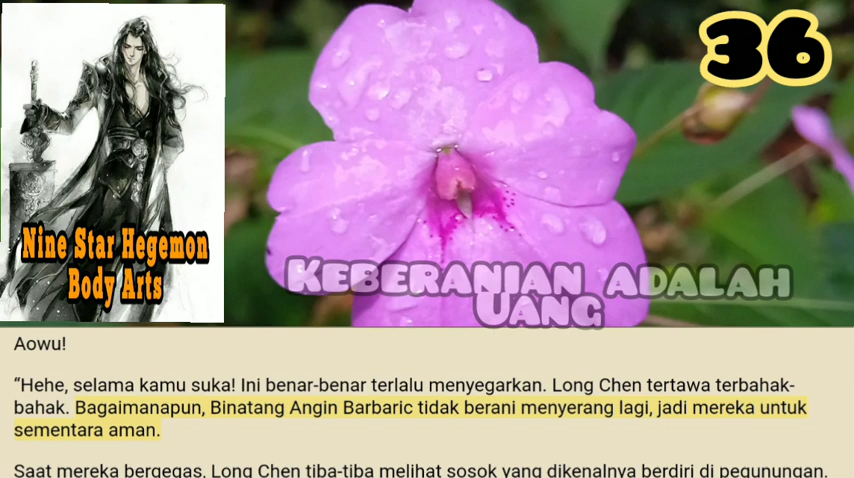 36
Nine Star Hegemon
Body Arts
KEBERANIAN ADALAH
UANG
Aowu!
“Hehe, selama kamu suka! Ini benar-benar terlalu menyegarkan. Long Chen tertawa terbahak-
bahak. Bagaimanapun, Binatang Angin Barbaric tidak berani menyerang lagi, jadi mereka untuk
sementara aman.
Saat mereka bergegas, Long Chen tiba-tiba melihat sosok yang dikenalnya berdiri di pegunungan.